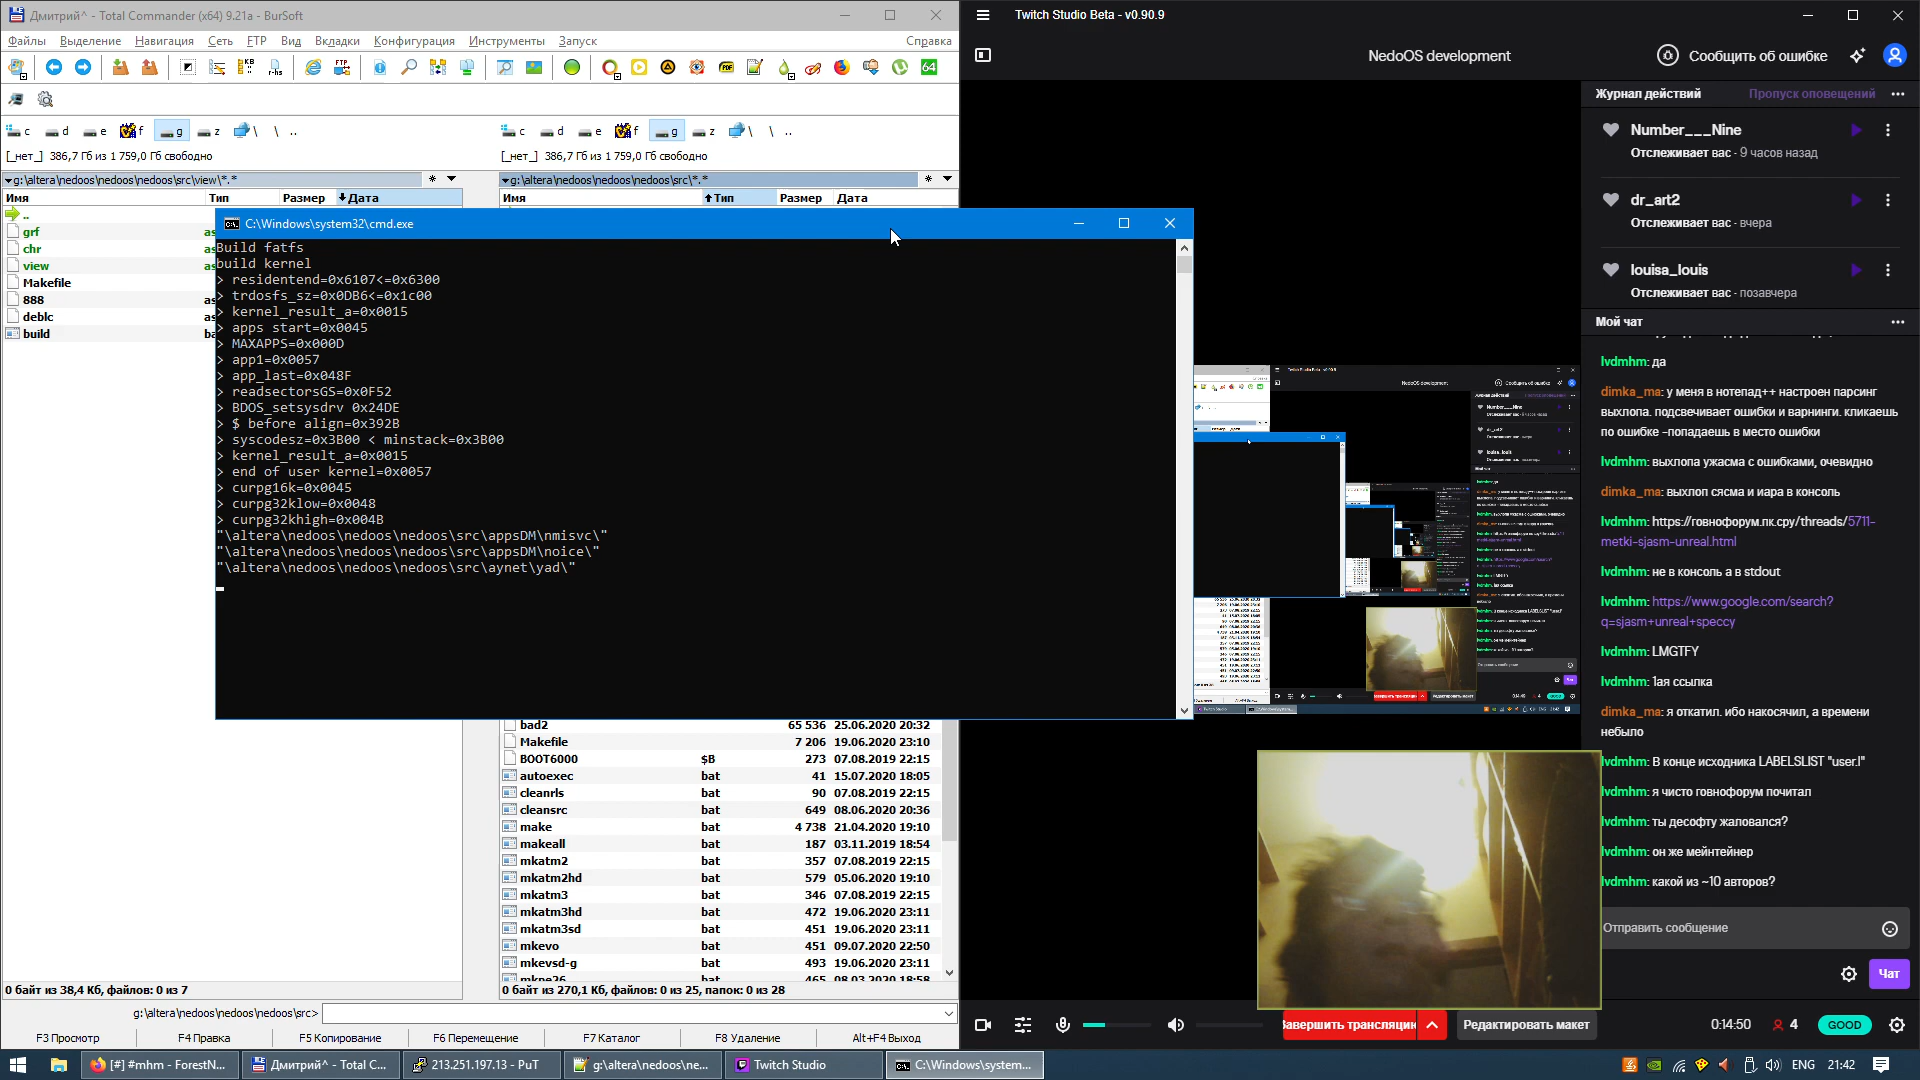 Дмитрий^ - Total Commander (x64) 9.21a - BurSoft
Файлы Выделение Навигация Сеть FTP Вид Вкладки Конфигурация Инструменты Запуск Справка
c d e f g z \ \ ..
c d e f g z \ \ ..
[_нет_] 386,7 Гб из 1 759,0 Гб свободно
[_нет_] 386,7 Гб из 1 759,0 Гб свободно
g:\altera\nedoos\nedoos\nedoos\src\view\*.*
g:\altera\nedoos\nedoos\nedoos\src\*.*
Имя Тип Размер Дата
Имя Тип Размер Дата
..
grf as
chr as
view as
Makefile
888 as
deblc as
build ba
C:\Windows\system32\cmd.exe
Build fatfs
build kernel
> residentend=0x6107<=0x6300
> trdosfs_sz=0x0DB6<=0x1c00
> kernel_result_a=0x0015
> apps start=0x0045
> MAXAPPS=0x000D
> app1=0x0057
> app_last=0x048F
> readsectorsGS=0x0F52
> BDOS_setsysdrv 0x24DE
> $ before align=0x392B
> syscodesz=0x3B00 < minstack=0x3B00
> kernel_result_a=0x0015
> end of user kernel=0x0057
> curpg16k=0x0045
> curpg32klow=0x0048
> curpg32khigh=0x004B
"\altera\nedoos\nedoos\nedoos\src\appsDM\nmisvc\"
"\altera\nedoos\nedoos\nedoos\src\appsDM\noice\"
"\altera\nedoos\nedoos\nedoos\src\aynet\yad\"
bad2 65 536 25.06.2020 20:32
Makefile 7 206 19.06.2020 23:10
BOOT6000 $B 273 07.08.2019 22:15
autoexec bat 41 15.07.2020 18:05
cleanrls bat 90 07.08.2019 22:15
cleansrc bat 649 08.06.2020 20:36
make bat 4 738 21.04.2020 19:10
makeall bat 187 03.11.2019 18:54
mkatm2 bat 357 07.08.2019 22:15
mkatm2hd bat 579 05.06.2020 19:10
mkatm3 bat 346 07.08.2019 22:15
mkatm3hd bat 472 19.06.2020 23:11
mkatm3sd bat 451 19.06.2020 23:11
mkevo bat 451 09.07.2020 22:50
mkevsd-g bat 493 19.06.2020 23:11
mkne26 bat 465 08.03.2020 18:58
0 байт из 38,4 Кб, файлов: 0 из 7
0 байт из 270,1 Кб, файлов: 0 из 25, папок: 0 из 28
g:\altera\nedoos\nedoos\nedoos\src>
F3 Просмотр F4 Правка F5 Копирование F6 Перемещение F7 Каталог F8 Удаление Alt+F4 Выход
Twitch Studio Beta - v0.90.9
NedoOS development
Сообщить об ошибке
Журнал действий Пропуск оповещений
Number___Nine
Отслеживает вас - 9 часов назад
dr_art2
Отслеживает вас - вчера
louisa_louis
Отслеживает вас - позавчера
Мой чат
lvdmhm: да
dimka_ma: у меня в нотепад++ настроен парсинг
выхлопа. подсвечивает ошибки и варнинги. кликаешь
по ошибке -попадаешь в место ошибки
lvdmhm: выхлопа ужасма с ошибками, очевидно
dimka_ma: выхлоп сясма и иара в консоль
lvdmhm: https://говнофорум.пк.сру/threads/5711-
metki-sjasm-unreal.html
lvdmhm: не в консоль а в stdout
lvdmhm: https://www.google.com/search?
q=sjasm+unreal+speccy
lvdmhm: LMGTFY
lvdmhm: 1ая ссылка
dimka_ma: я откатил. ибо накосячил, а времени
небыло
lvdmhm: В конце исходника LABELSLIST "user.l"
lvdmhm: я чисто говнофорум почитал
lvdmhm: ты десофту жаловался?
lvdmhm: он же мейнтейнер
lvdmhm: какой из ~10 авторов?
Отправить сообщение
Чат
Завершить трансляцию
Редактировать макет
0:14:50 4 GOOD
[#] #mhm - ForestN... Дмитрий^ - Total C... 213.251.197.13 - PuT g:\altera\nedoos\ne... Twitch Studio C:\Windows\system... ENG 21:42